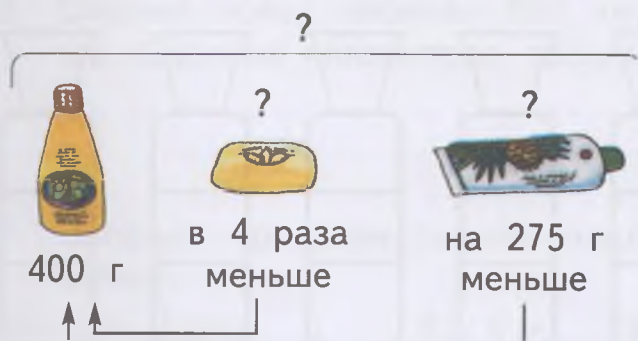 ?
? ?
400 г
в 4 раза
меньше
на 275 г
меньше